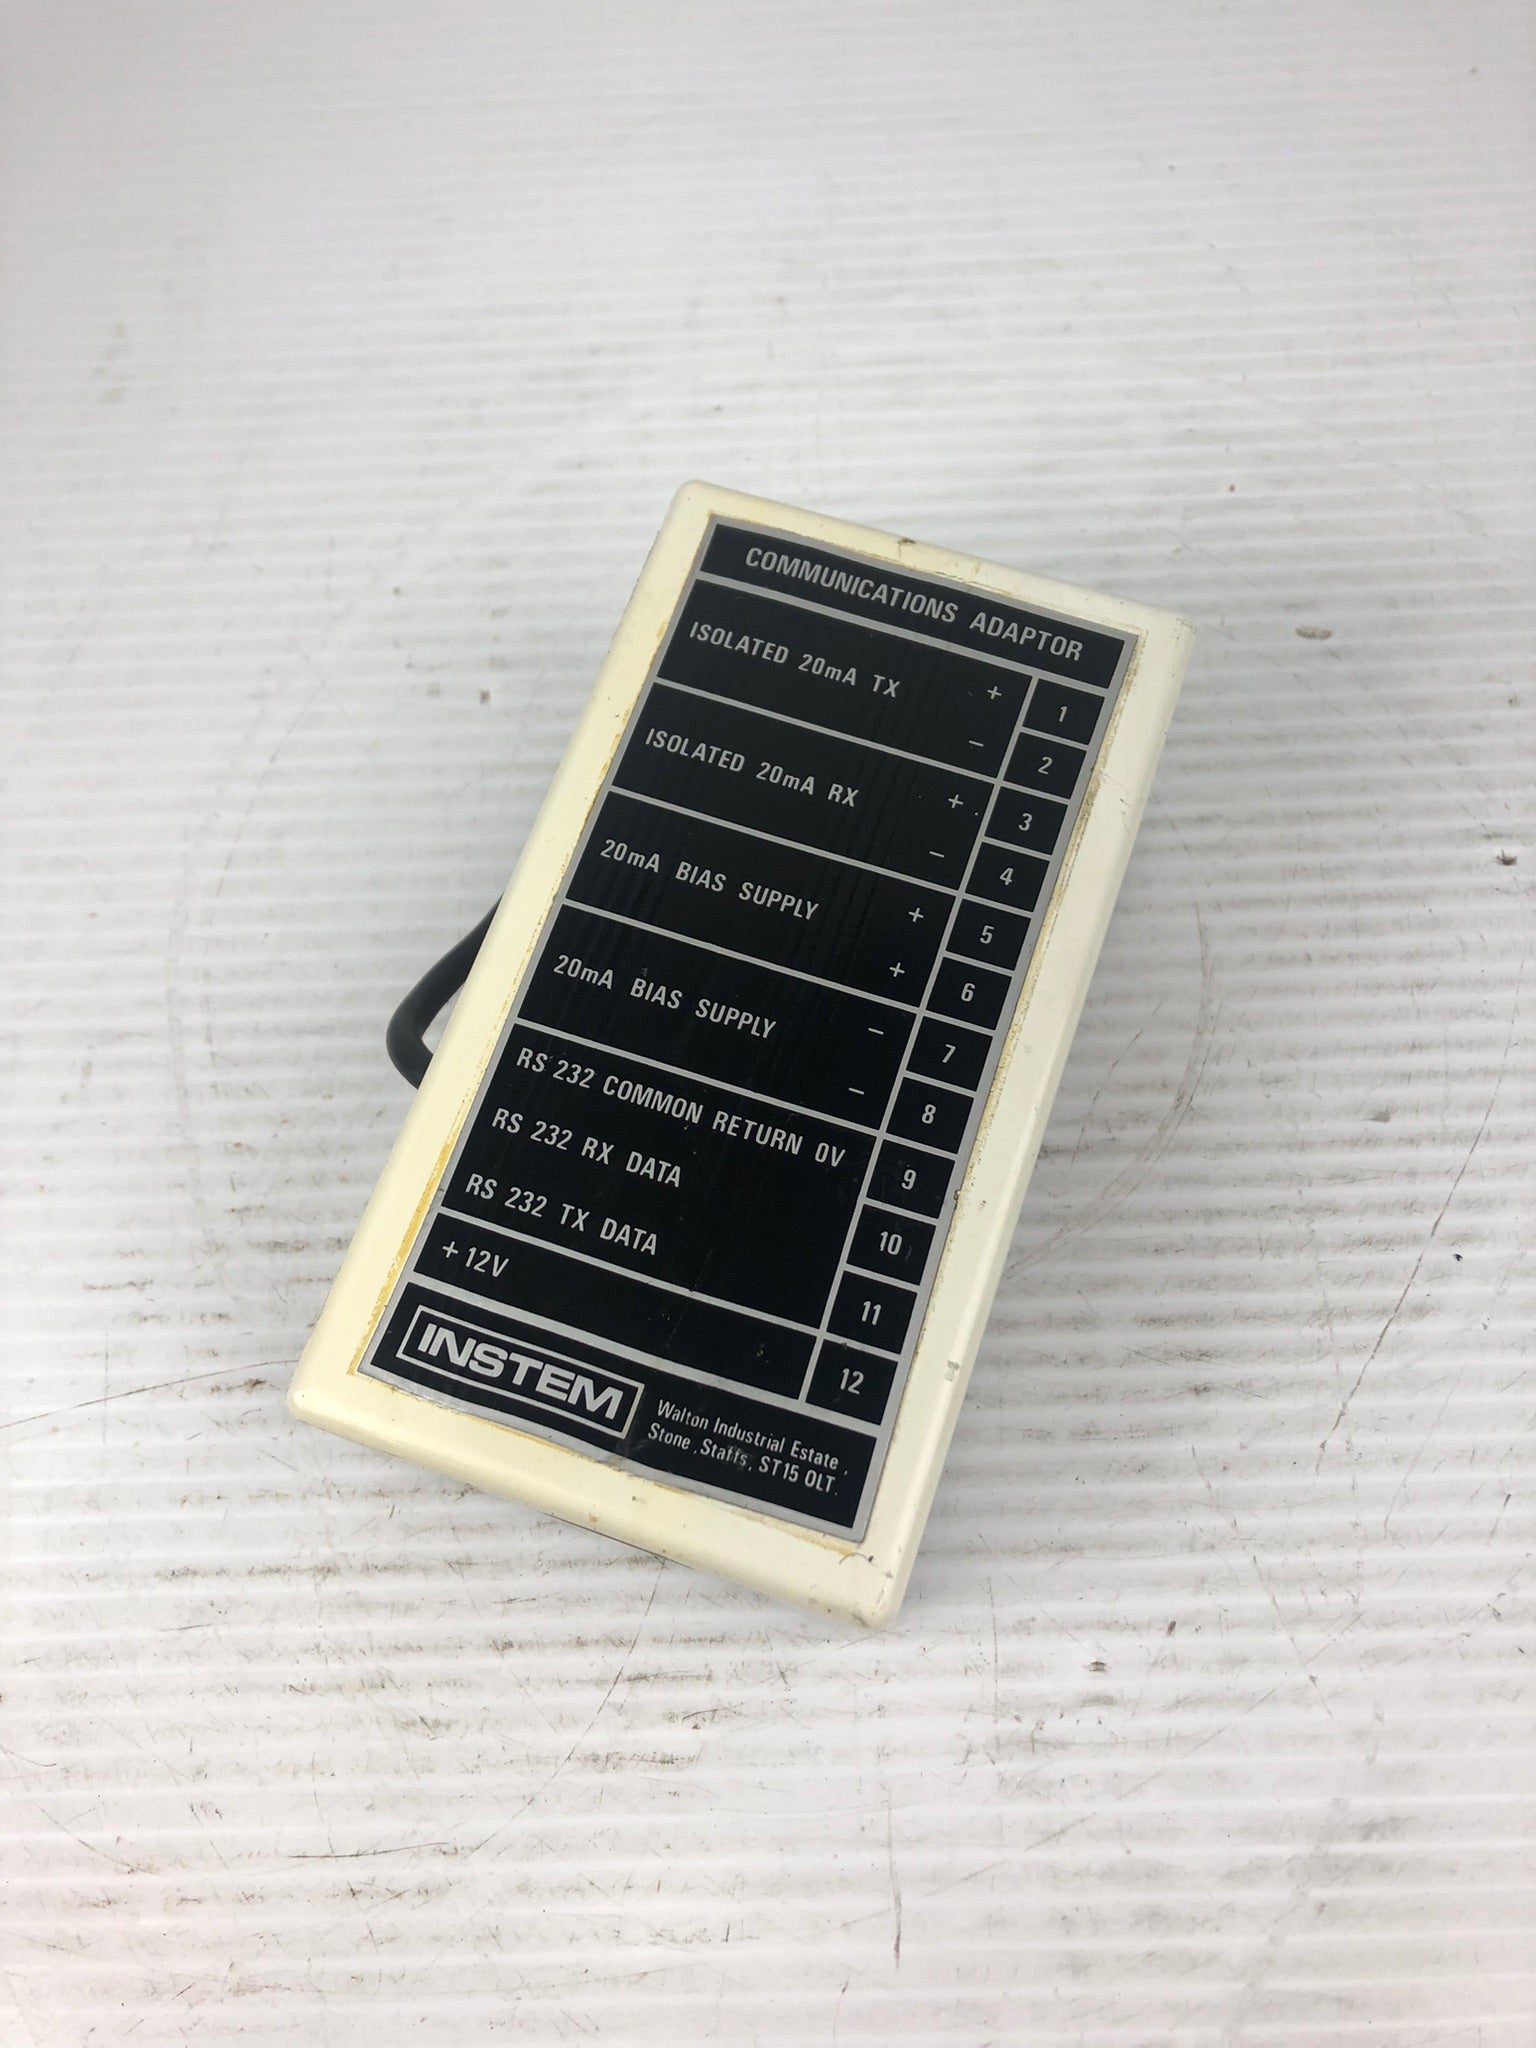 COMMUNICATIONS ADAPTOR
ISOLATED 20mA TX + 1
− 2
ISOLATED 20mA RX + 3
− 4
20mA BIAS SUPPLY + 5
+ 6
20mA BIAS SUPPLY − 7
− 8
RS 232 COMMON RETURN 0V 9
RS 232 RX DATA 10
RS 232 TX DATA 11
+ 12V 12
INSTEM
Walton Industrial Estate,
Stone, Staffs, ST15 0LT.